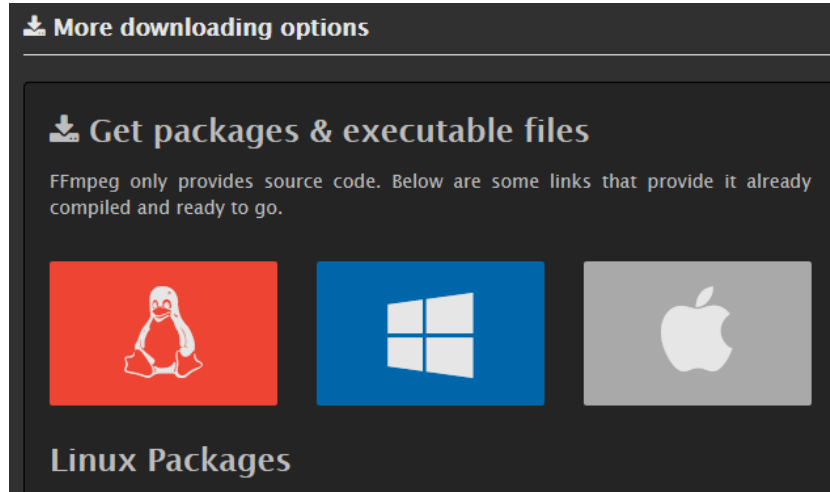 More downloading options
Get packages & executable files
FFmpeg only provides source code. Below are some links that provide it already
compiled and ready to go.
Linux Packages